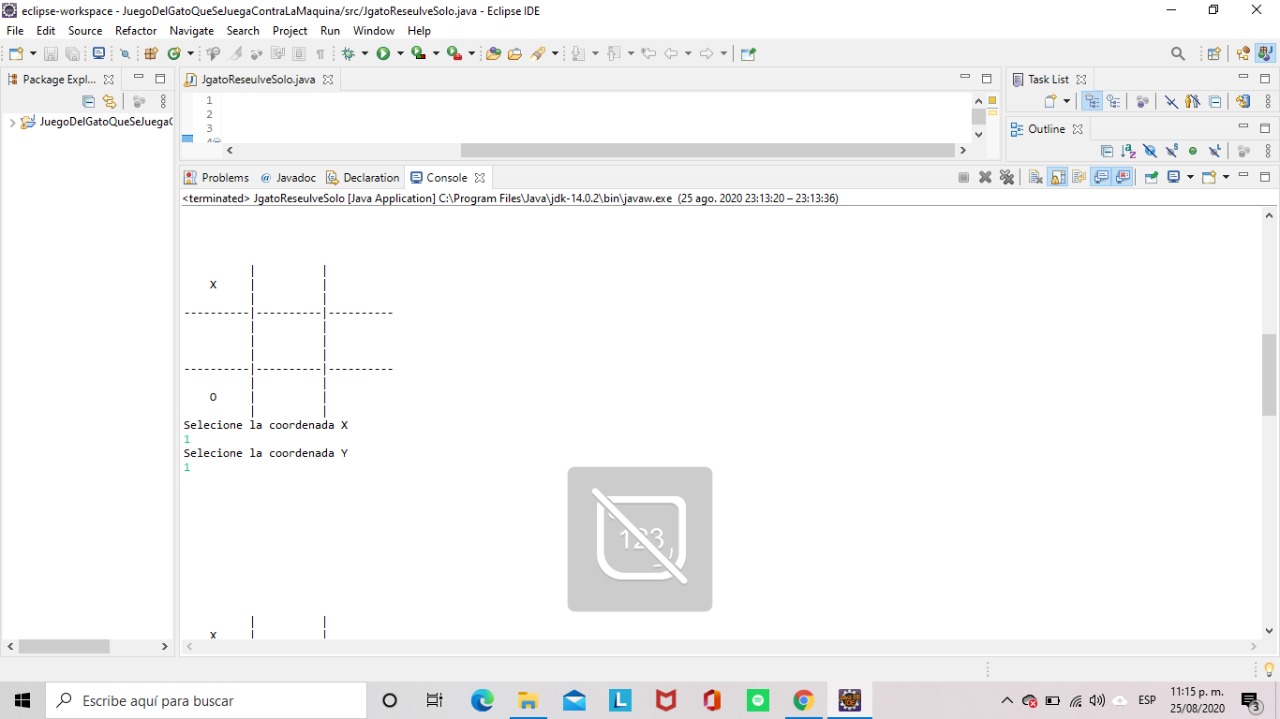 eclipse-workspace - JuegoDelGatoQueSeJuegaContraLaMaquina/src/JgatoReseulveSolo.java - Eclipse IDE
File Edit Source Refactor Navigate Search Project Run Window Help
Package Expl...
JgatoReseulveSolo.java
Task List
1
2
3
4
JuegoDelGatoQueSeJuegaC
Outline
Problems
@ Javadoc
Declaration
Console
<terminated> JgatoReseulveSolo [Java Application] C:\Program Files\Java\jdk-14.0.2\bin\javaw.exe (25 ago. 2020 23:13:20 – 23:13:36)
| |
X | |
| |
----------|----------|----------
| |
| |
| |
----------|----------|----------
| |
O | |
| |
Selecione la coordenada X
1
Selecione la coordenada Y
1
123
| |
X | |
Escribe aquí para buscar
ESP
11:15 p. m.
25/08/2020
3